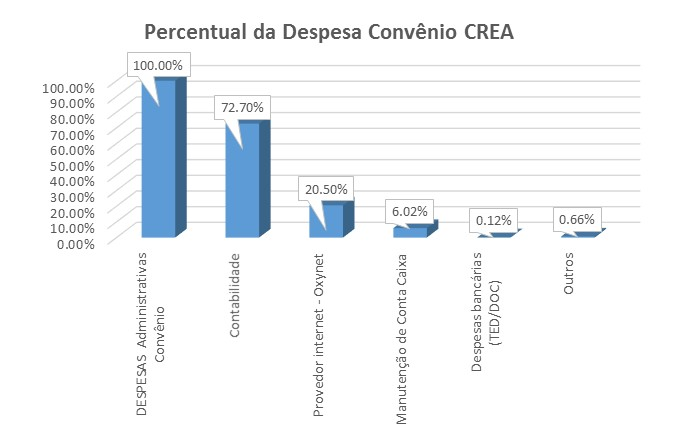 Percentual da Despesa Convênio CREA
100.00%
90.00%
80.00%
70.00%
60.00%
50.00%
40.00%
30.00%
20.00%
10.00%
0.00%
100.00%
72.70%
20.50%
6.02%
0.12%
0.66%
DESPESAS Administrativas
Convênio
Contabilidade
Provedor internet - Oxynet
Manutenção de Conta Caixa
Despesas bancárias
(TED/DOC)
Outros